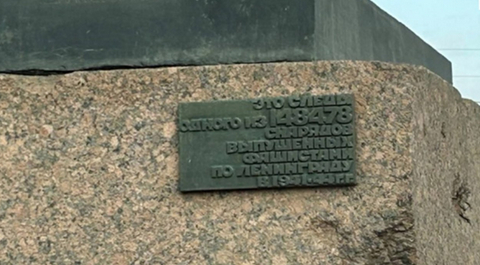 ЭТО СЛЕДЫ
ОДНОГО ИЗ 148478
СНАРЯДОВ
ВЫПУЩЕННЫХ
ФАШИСТАМИ
ПО ЛЕНИНГРАДУ
В 1941-44 г.г.